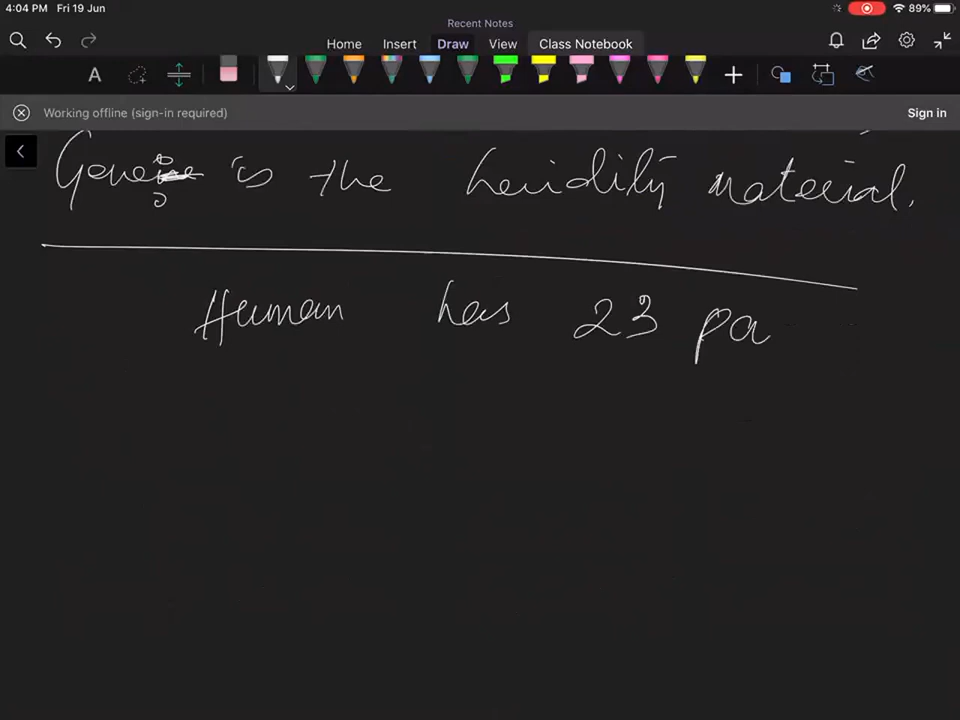 4:04 PM Fri 19 Jun
89%
Recent Notes
Home Insert Draw View Class Notebook
A
Working offline (sign-in required)
Sign in
is the heridity material.
Human has 23 pa